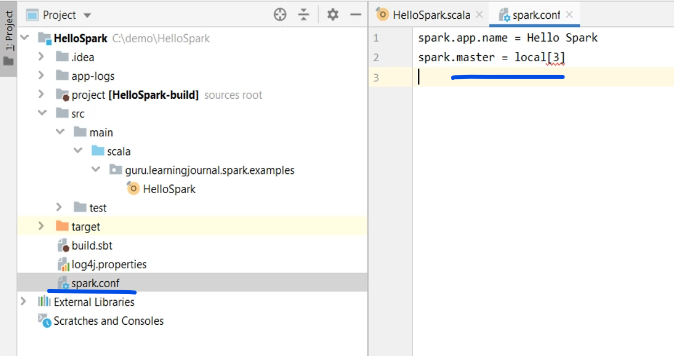 1: Project
Project
HelloSpark C:\demo\HelloSpark
.idea
app-logs
project [HelloSpark-build] sources root
src
main
scala
guru.learningjournal.spark.examples
HelloSpark
test
target
build.sbt
log4j.properties
spark.conf
External Libraries
Scratches and Consoles
HelloSpark.scala
spark.conf
1 spark.app.name = Hello Spark
2 spark.master = local[3]
3